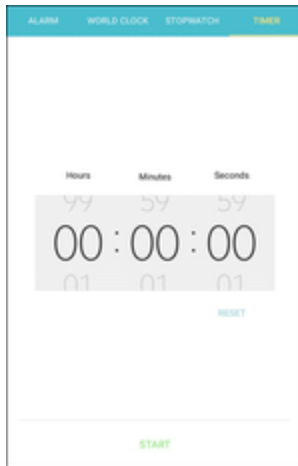 ALARM WORLD CLOCK STOPWATCH TIMER
Hours Minutes Seconds
99 59 59
00 : 00 : 00
01 01 01
RESET
START